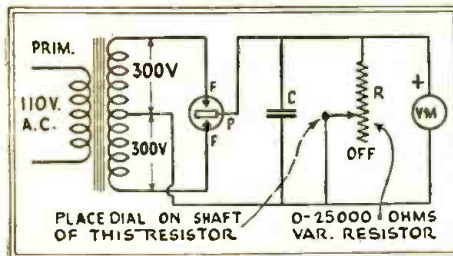 PRIM.
110V.
A.C.
300V
300V
F
P
F
C
R
OFF
+
VM
PLACE DIAL ON SHAFT
OF THIS RESISTOR
0-25000 OHMS
VAR. RESISTOR